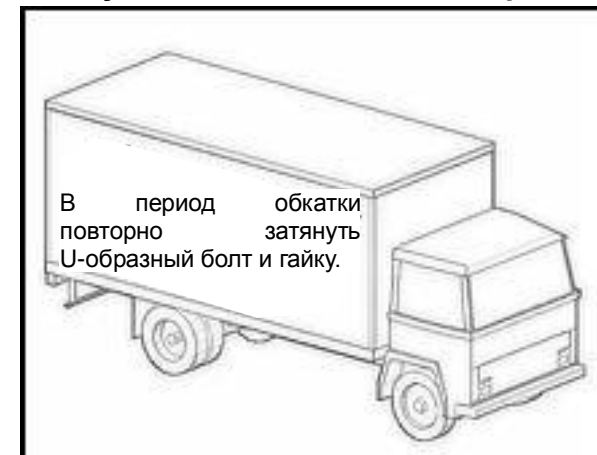 В период обкатки
повторно затянуть
U-образный болт и гайку.